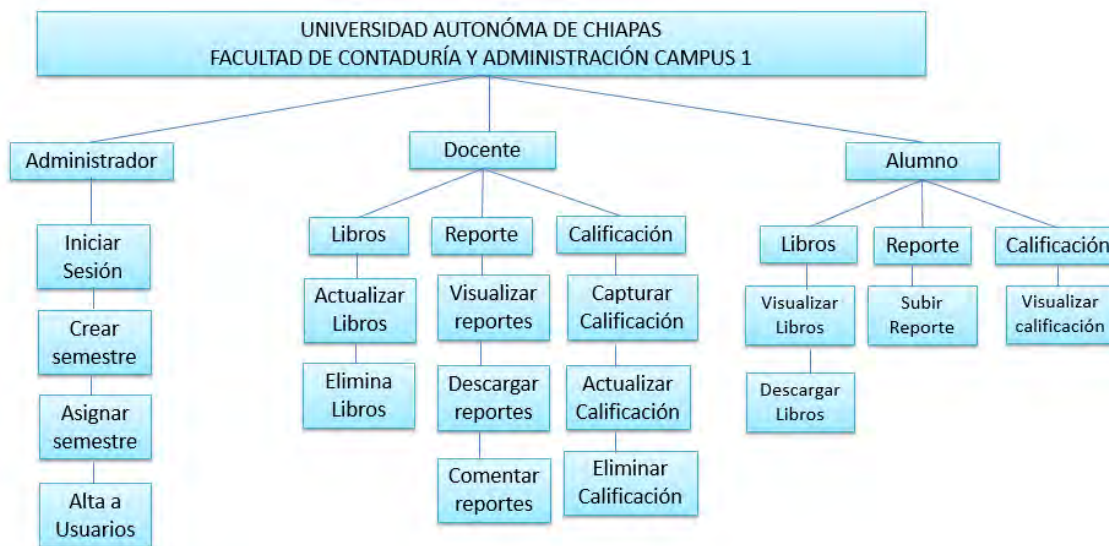 UNIVERSIDAD AUTONÓMA DE CHIAPAS
FACULTAD DE CONTADURÍA Y ADMINISTRACIÓN CAMPUS 1
Administrador
Docente
Alumno
Iniciar
Sesión
Crear
semestre
Asignar
semestre
Alta a
Usuarios
Libros
Actualizar
Libros
Elimina
Libros
Reporte
Visualizar
reportes
Descargar
reportes
Comentar
reportes
Calificación
Capturar
Calificación
Actualizar
Calificación
Eliminar
Calificación
Libros
Visualizar
Libros
Descargar
Libros
Reporte
Subir
Reporte
Calificación
Visualizar
calificación